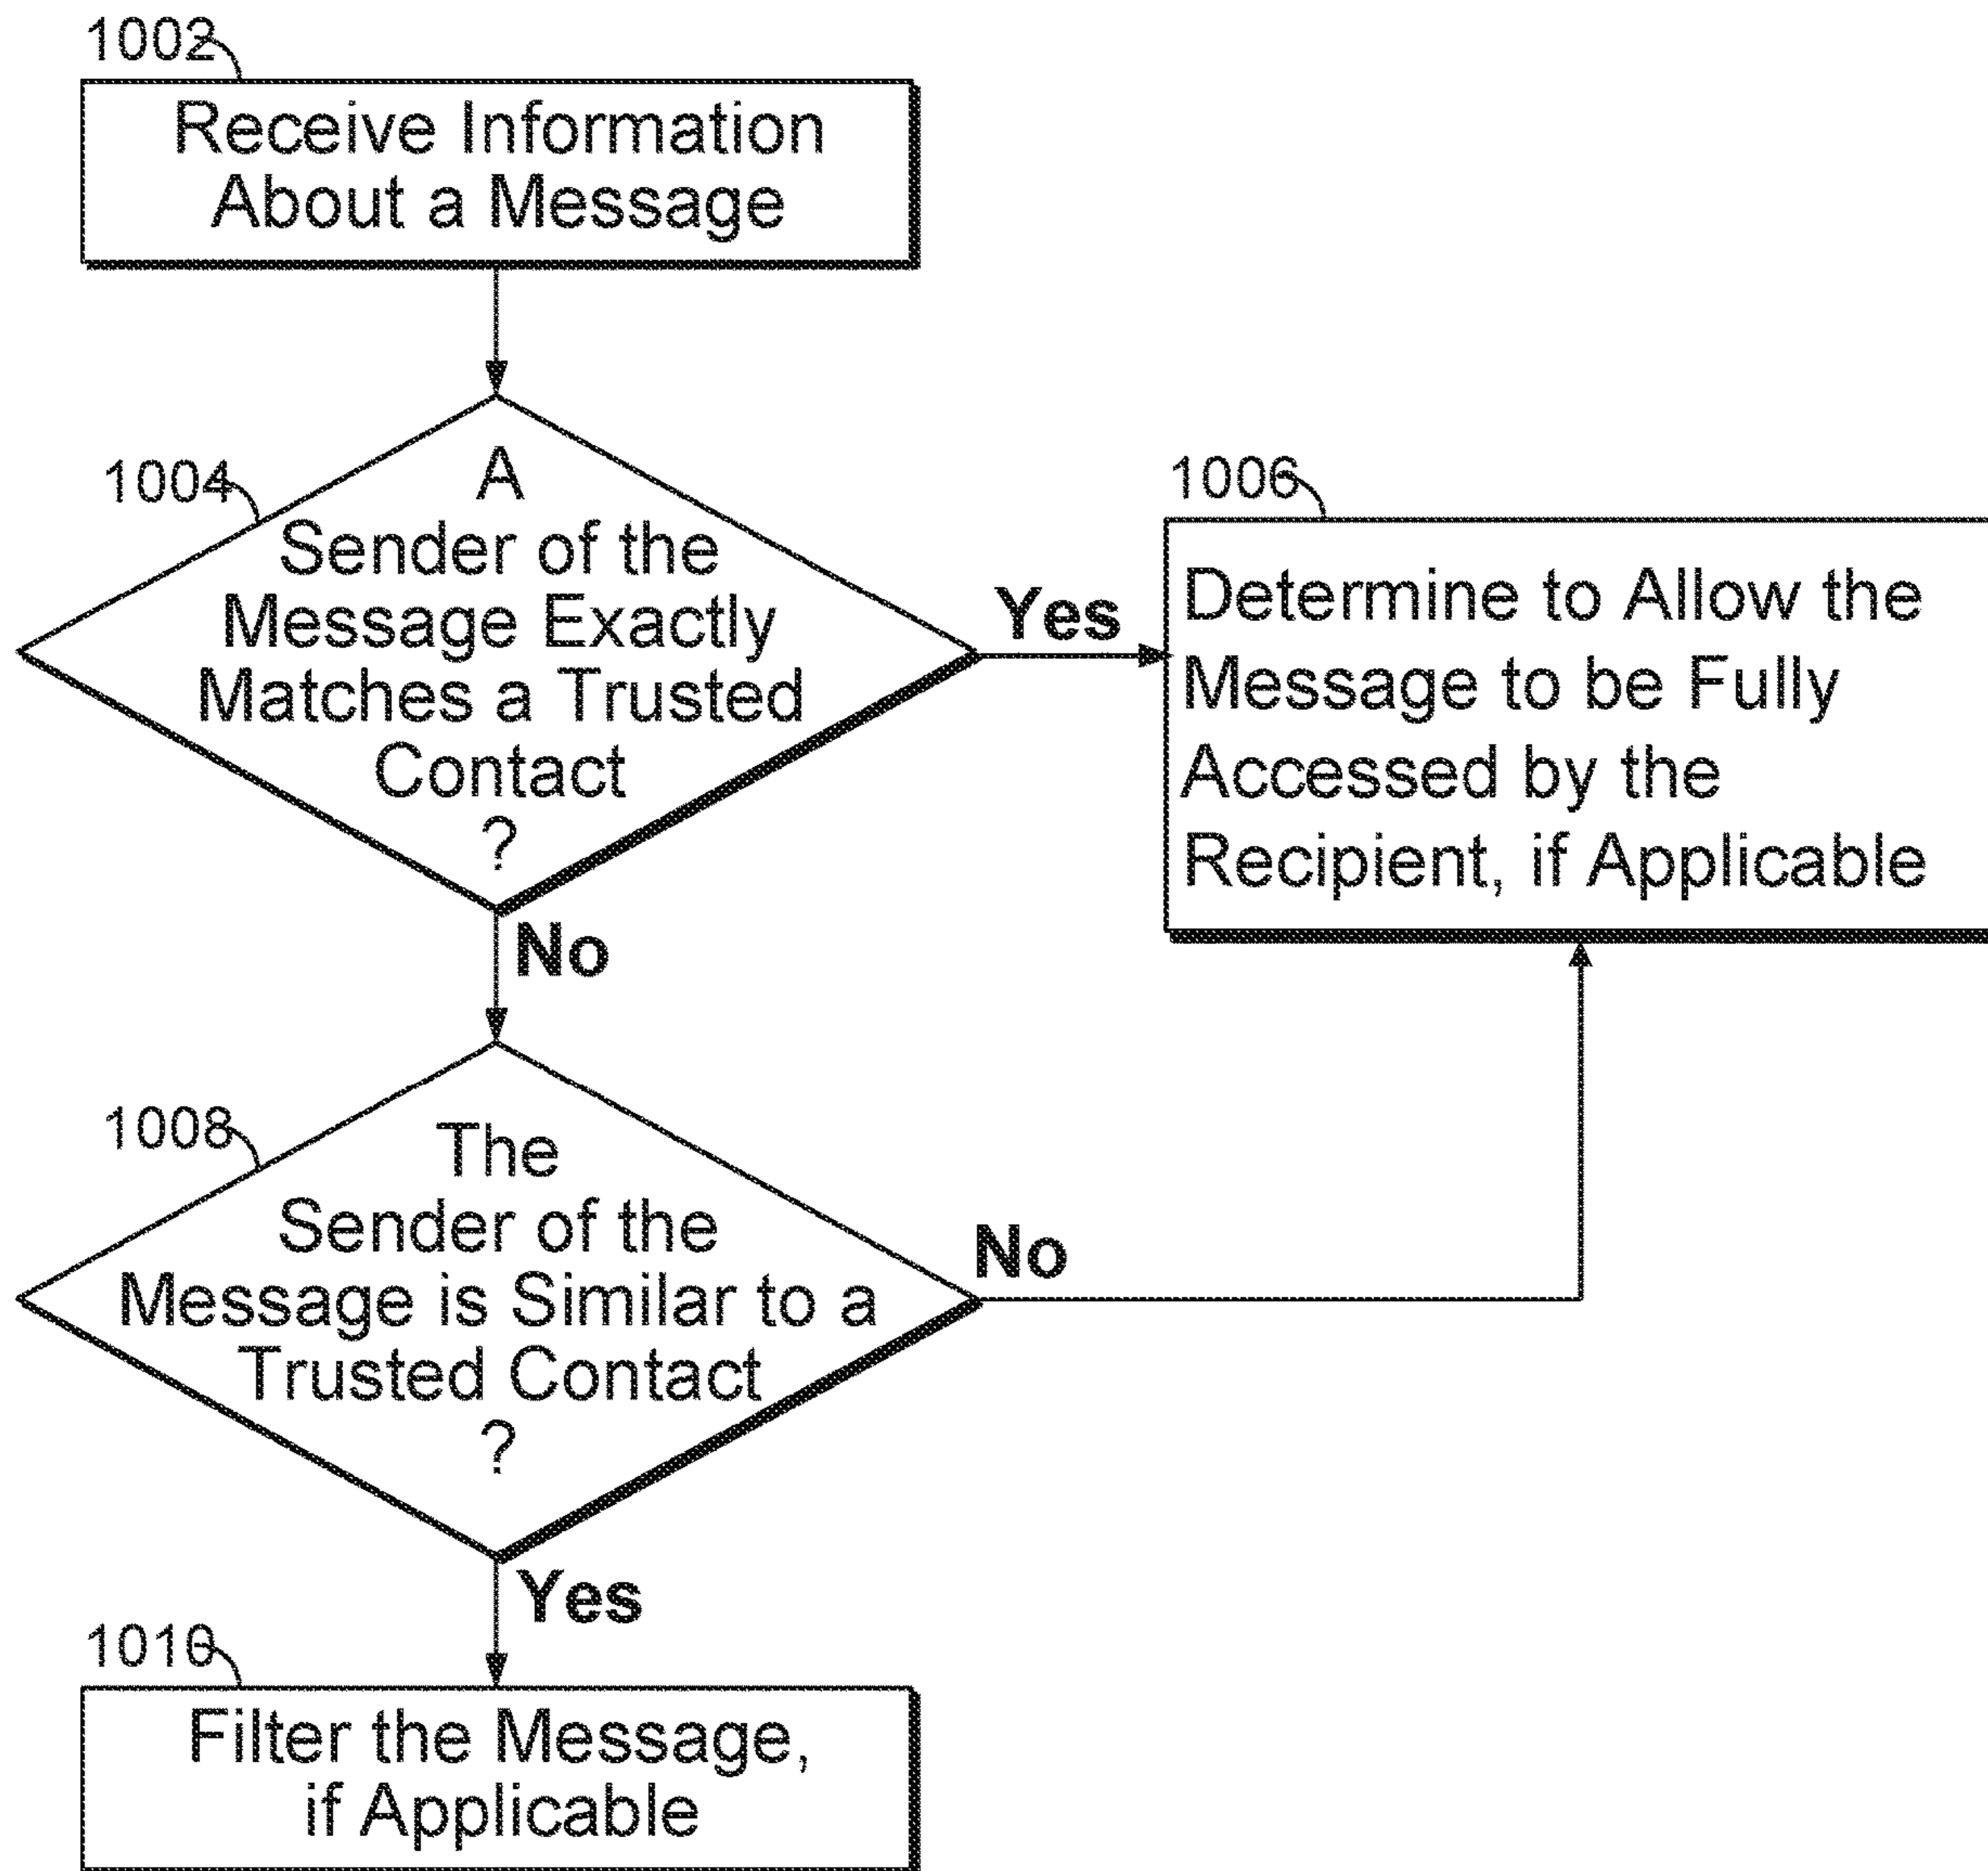 1002
Receive Information
About a Message
1004
A
Sender of the
Message Exactly
Matches a Trusted
Contact
?
Yes
1006
Determine to Allow the
Message to be Fully
Accessed by the
Recipient, if Applicable
No
1008
The
Sender of the
Message is Similar to a
Trusted Contact
?
No
Yes
1010
Filter the Message,
if Applicable